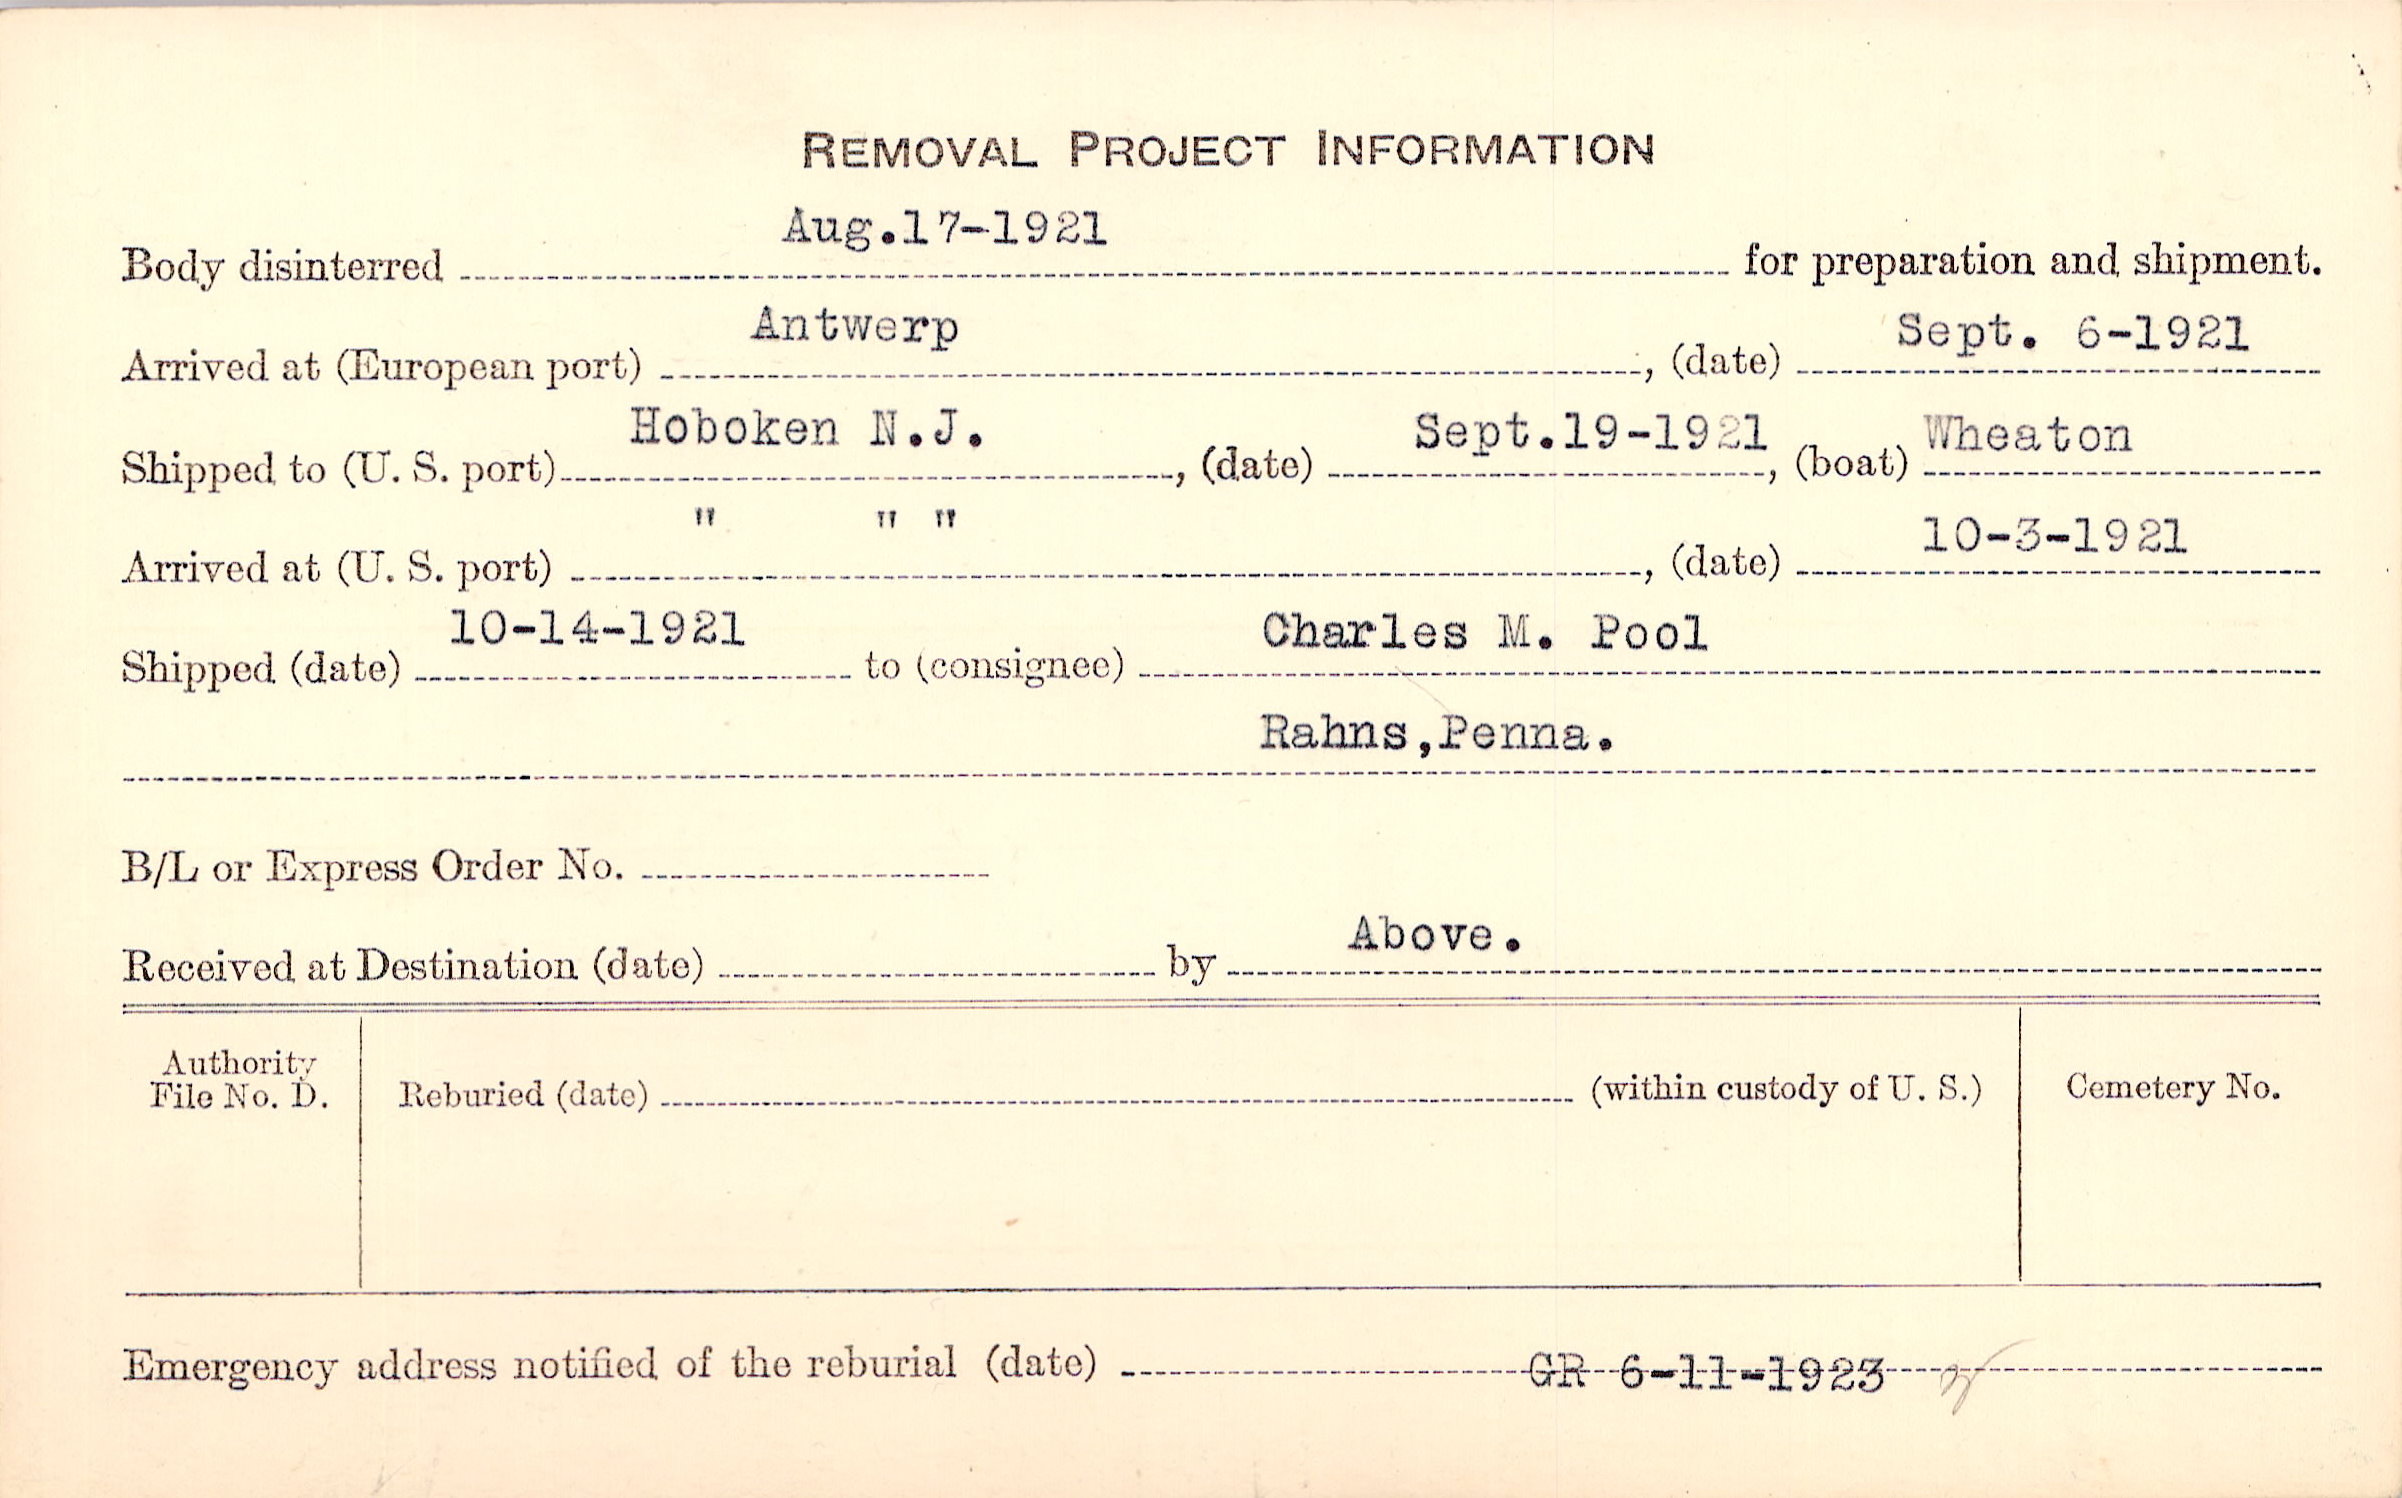 REMOVAL PROJECT INFORMATION
Body disinterred Aug.17-1921 for preparation and shipment.
Arrived at (European port) Antwerp, (date) Sept. 6-1921
Shipped to (U. S. port) Hoboken N.J., (date) Sept.19-1921, (boat) Wheaton
Arrived at (U. S. port) " " ", (date) 10-3-1921
Shipped (date) 10-14-1921 to (consignee) Charles M. Pool
Rahns,Penna.
B/L or Express Order No.
Received at Destination (date) by Above.
Authority
File No. D. Reburied (date) (within custody of U. S.) Cemetery No.
Emergency address notified of the reburial (date) GR 6-11-1923